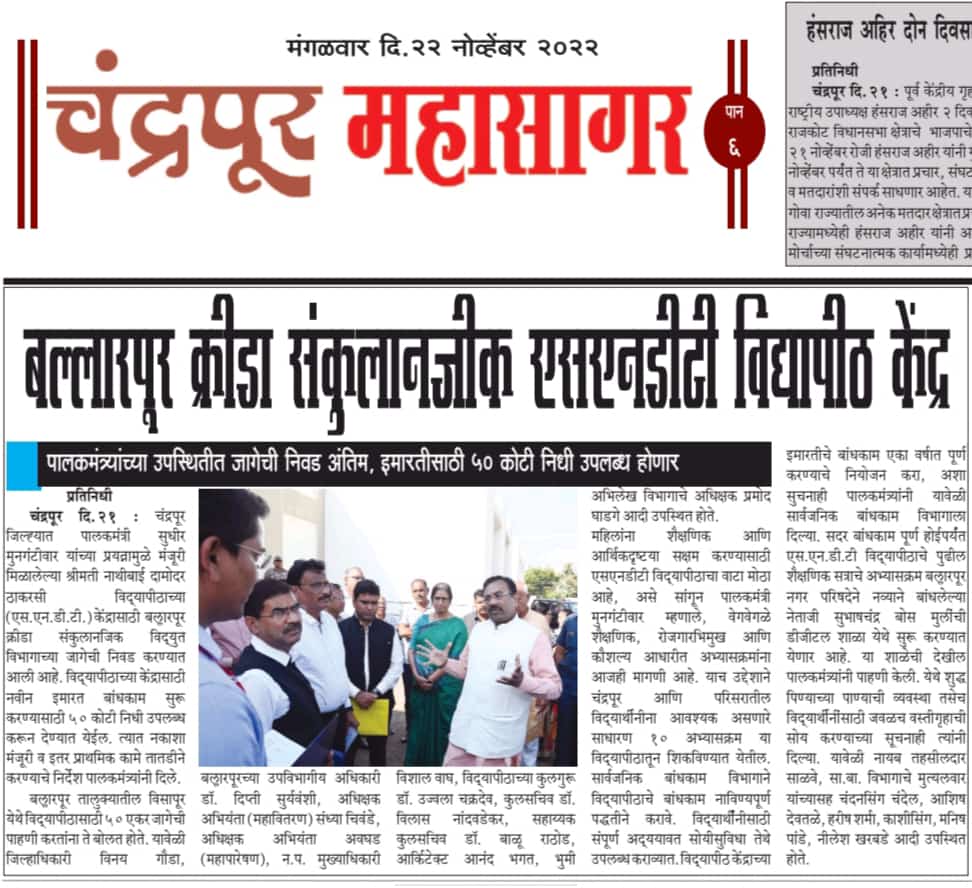 मंगळवार दि.२२ नोव्हेंबर २०२२
चंद्रपूर महासागर
पान
६
हंसराज अहिर दोन दिवस
प्रतिनिधी
चंद्रपूर दि.२१ : पूर्व केंद्रीय गृह
राष्ट्रीय उपाध्यक्ष हंसराज अहीर २ दिव
राजकोट विधानसभा क्षेत्राचे भाजपाचे
२१ नोव्हेंबर रोजी हंसराज अहीर यांनी
नोव्हेंबर पर्यंत ते या क्षेत्रात प्रचार, संघट
व मतदारांशी संपर्क साधणार आहेत. य
गोवा राज्यातील अनेक मतदार क्षेत्रात प्र
राज्यामध्येही हंसराज अहीर यांनी अ
मोर्चाच्या संघटनात्मक कार्यामध्येही प्र
बल्लारपूर क्रीडा संकुलानजीक एसएनडीटी विद्यापीठ केंद्र
पालकमंत्र्यांच्या उपस्थितीत जागेची निवड अंतिम, इमारतीसाठी ५० कोटी निधी उपलब्ध होणार
प्रतिनिधी
चंद्रपूर दि.२१ : चंद्रपूर
जिल्ह्यात पालकमंत्री सुधीर
मुनगंटीवार यांच्या प्रयत्नामुळे मंजूरी
मिळालेल्या श्रीमती नाथीबाई दामोदर
ठाकरसी विद्यापीठाच्या
(एस.एन.डी.टी.)केंद्रासाठी बल्लारपूर
क्रीडा संकुलानजिक विद्युत
विभागाच्या जागेची निवड करण्यात
आली आहे. विद्यापीठाच्या केंद्रासाठी
नवीन इमारत बांधकाम सुरू
करण्यासाठी ५० कोटी निधी उपलब्ध
करून देण्यात येईल. त्यात नकाशा
मंजूरी व इतर प्राथमिक कामे तातडीने
करण्याचे निर्देश पालकमंत्र्यांनी दिले.
बल्लारपूर तालुक्यातील विसापूर
येथे विद्यापीठासाठी ५० एकर जागेची
पाहणी करतांना ते बोलत होते. यावेळी
जिल्हाधिकारी विनय गौडा,
बल्लारपूरच्या उपविभागीय अधिकारी
डॉ. दिप्ती सुर्यवंशी, अधिक्षक
अभियंता (महावितरण) संध्या चिवंडे,
अधिक्षक अभियंता अवघड
(महापारेषण), न.प. मुख्याधिकारी
विशाल वाघ, विद्यापीठाच्या कुलगुरू
डॉ. उज्वला चक्रदेव, कुलसचिव डॉ.
विलास नांदवडेकर, सहाय्यक
कुलसचिव डॉ. बाळू राठोड,
आर्किटेक्ट आनंद भगत, भुमी
अभिलेख विभागाचे अधिक्षक प्रमोद
घाडगे आदी उपस्थित होते.
महिलांना शैक्षणिक आणि
आर्थिकदृष्टया सक्षम करण्यासाठी
एसएनडीटी विद्यापीठाचा वाटा मोठा
आहे, असे सांगून पालकमंत्री
मुनगंटीवार म्हणाले, वेगवेगळे
शैक्षणिक, रोजगारभिमुख आणि
कौशल्य आधारीत अभ्यासक्रमांना
आजही मागणी आहे. याच उद्देशाने
चंद्रपूर आणि परिसरातील
विद्यार्थीनींना आवश्यक असणारे
साधारण १० अभ्यासक्रम या
विद्यापीठातून शिकविण्यात येतील.
सार्वजनिक बांधकाम विभागाने
विद्यापीठाचे बांधकाम नाविण्यपूर्ण
पद्धतीने करावे. विद्यार्थीनींसाठी
संपूर्ण अद्ययावत सोयीसुविधा तेथे
उपलब्ध कराव्यात. विद्यापीठ केंद्राच्या
इमारतीचे बांधकाम एका वर्षात पूर्ण
करण्याचे नियोजन करा, अशा
सुचनाही पालकमंत्र्यांनी यावेळी
सार्वजनिक बांधकाम विभागाला
दिल्या. सदर बांधकाम पूर्ण होईपर्यंत
एस.एन.डी.टी विद्यापीठाचे पुढील
शैक्षणिक सत्राचे अभ्यासक्रम बल्लारपूर
नगर परिषदेने नव्याने बांधलेल्या
नेताजी सुभाषचंद्र बोस मुलींची
डीजीटल शाळा येथे सुरू करण्यात
येणार आहे. या शाळेची देखील
पालकमंत्र्यांनी पाहणी केली. येथे शुद्ध
पिण्याच्या पाण्याची व्यवस्था तसेच
विद्यार्थीनींसाठी जवळच वस्तीगृहाची
सोय करण्याच्या सुचनाही त्यांनी
दिल्या. यावेळी नायब तहसीलदार
साळवे, सा.बा. विभागाचे मुत्यलवार
यांच्यासह चंदनसिंग चंदेल, आशिष
देवतळे, हरीष शर्मा, काशीसिंग, मनिष
पांडे, नीलेश खरबडे आदी उपस्थित
होते.